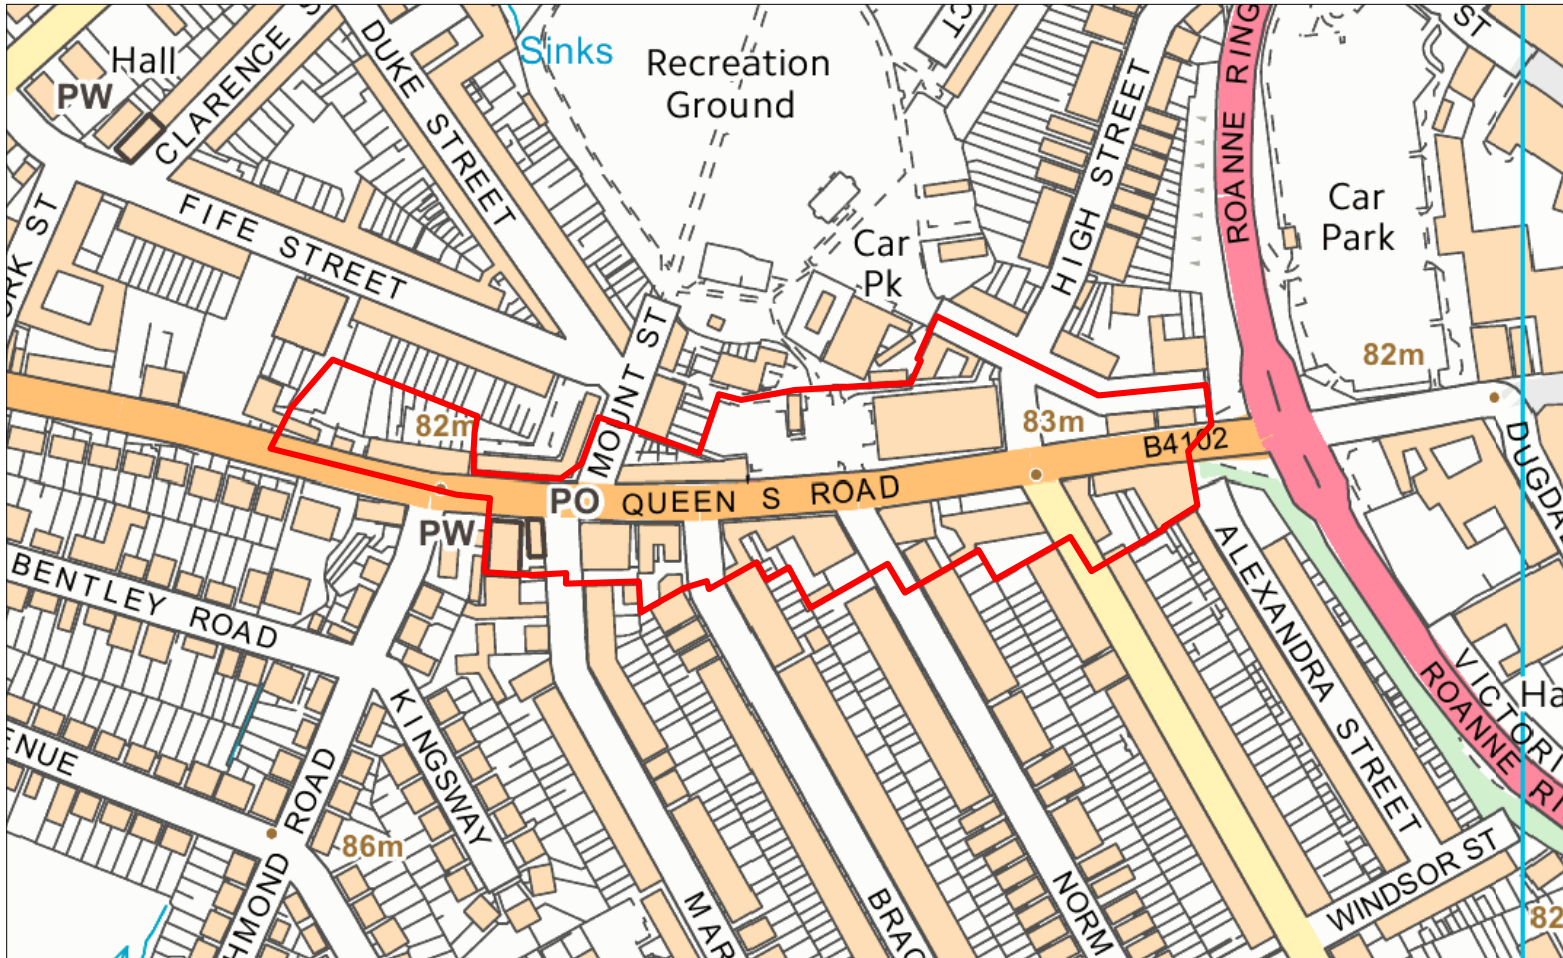 Hall
PW
CLARENCE S
DUKE STREET
Sinks
Recreation
Ground
CT
HIGH STREET
ROANNE RING
ST
Car
Park
FIFE STREET
YORK ST
Car
Pk
MOUNT ST
82m
82m
83m
B4102
PO
QUEEN S ROAD
PW
DUGDA
BENTLEY ROAD
ALEXANDRA STREET
VICTORI
ROANNE RI
Ha
ENUE
KINGSWAY
ROAD
HMOND
86m
MAR
BRAC
NORM
WINDSOR ST
82